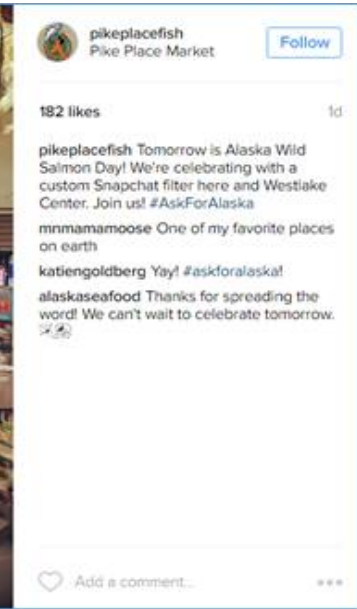 pikeplacefish
Pike Place Market
Follow
182 likes
1d
pikeplacefish Tomorrow is Alaska Wild
Salmon Day! We're celebrating with a
custom Snapchat filter here and Westlake
Center. Join us! #AskForAlaska
mnmamamoose One of my favorite places
on earth
katiengoldberg Yay! #askforalaska!
alaskaseafood Thanks for spreading the
word! We can't wait to celebrate tomorrow.
Add a comment...